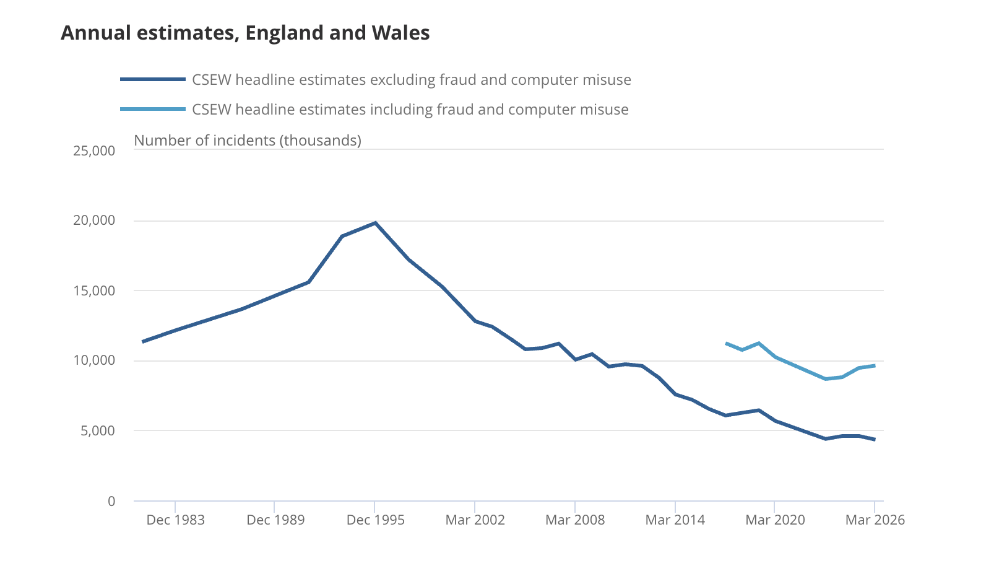 Annual estimates, England and Wales
CSEW headline estimates excluding fraud and computer misuse
CSEW headline estimates including fraud and computer misuse
Number of incidents (thousands)
25,000
20,000
15,000
10,000
5,000
0
Dec 1983 Dec 1989 Dec 1995 Mar 2002 Mar 2008 Mar 2014 Mar 2020 Mar 2026